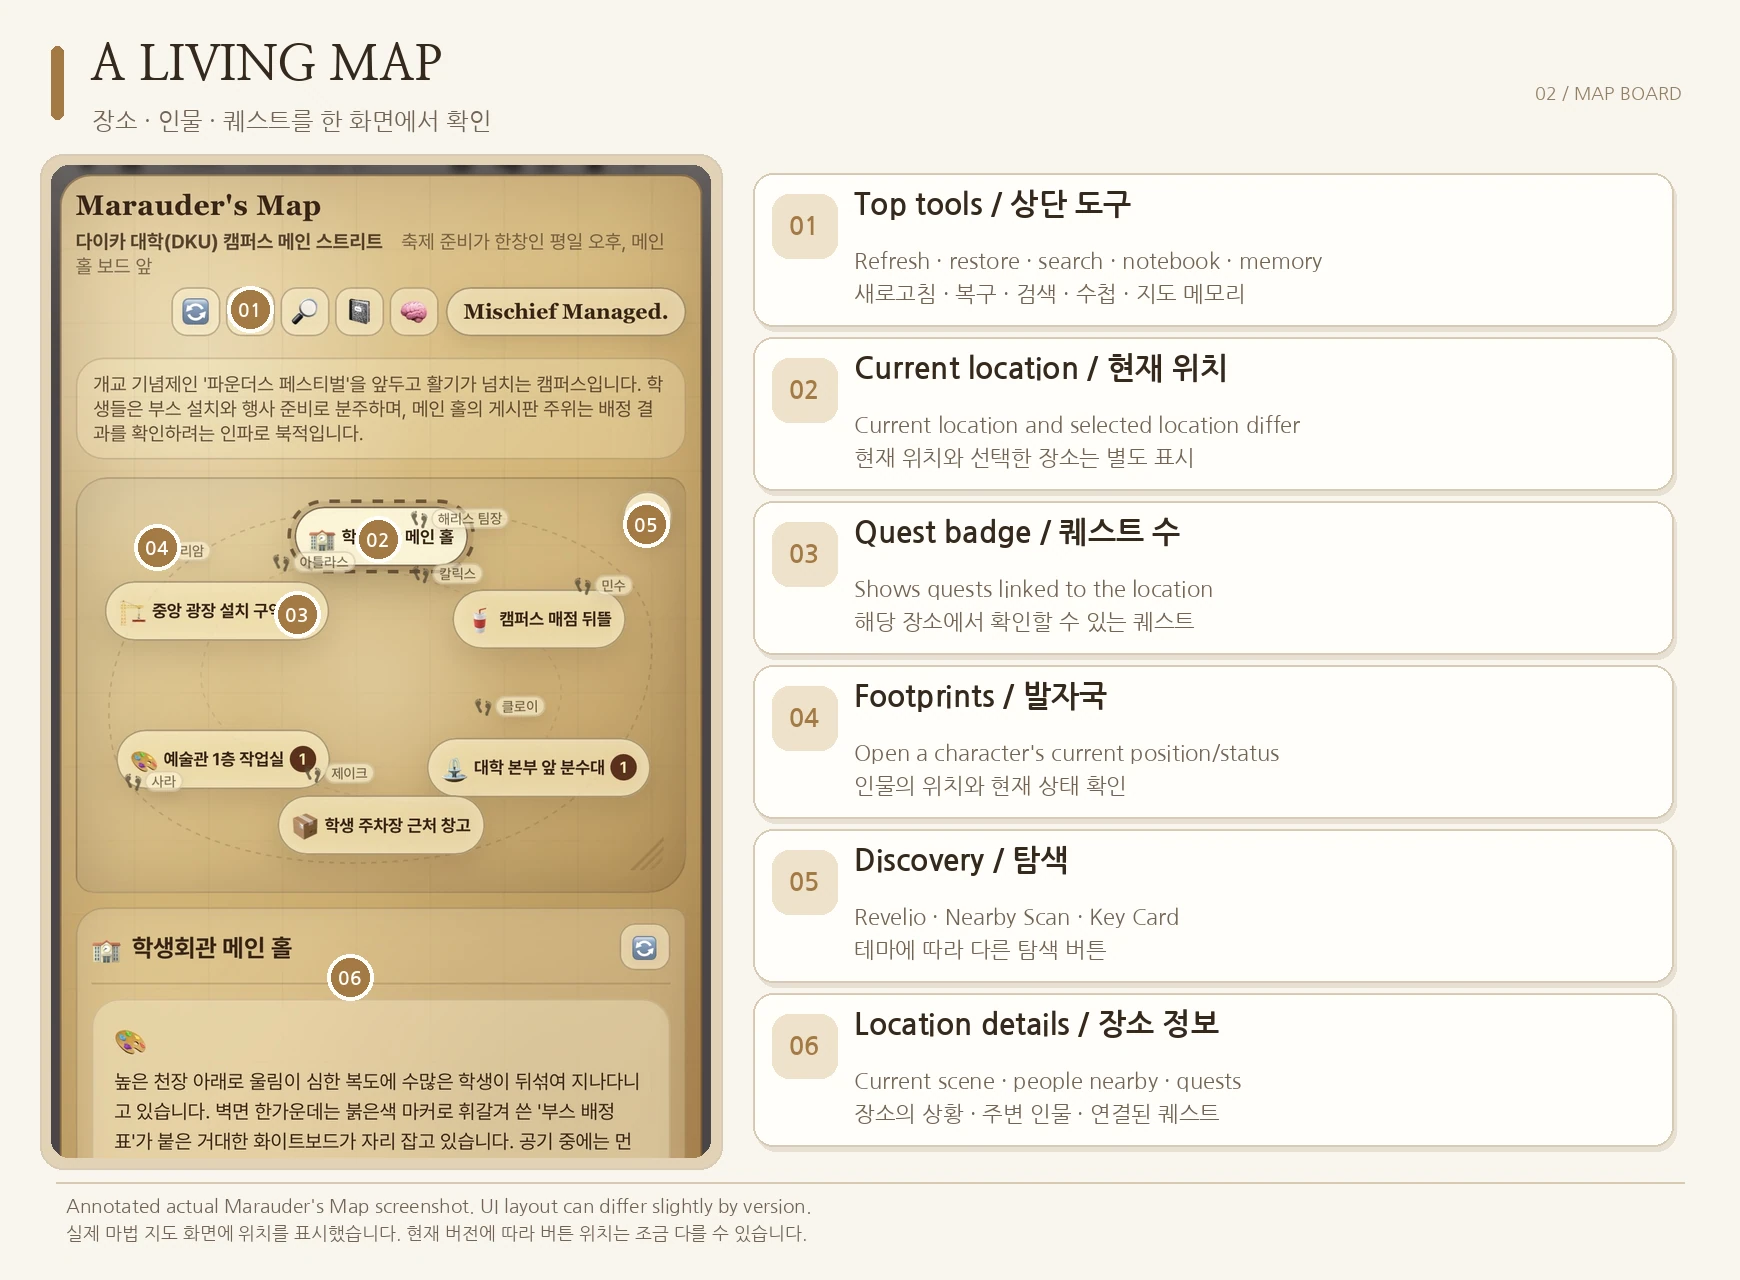 A LIVING MAP
장소 · 인물 · 퀘스트를 한 화면에서 확인
02 / MAP BOARD
Marauder's Map
다이카 대학(DKU) 캠퍼스 메인 스트리트 축제 준비가 한창인 평일 오후, 메인
홀 보드 앞
01
Mischief Managed.
개교 기념제인 '파운더스 페스티벌'을 앞두고 활기가 넘치는 캠퍼스입니다. 학
생들은 부스 설치와 행사 준비로 분주하며, 메인 홀의 게시판 주위는 배정 결
과를 확인하려는 인파로 북적입니다.
해리스 팀장
05
04 리암
학 02 메인 홀
아틀라스
칼릭스
민수
중앙 광장 설치 구 03
캠퍼스 매점 뒤뜰
클로이
예술관 1층 작업실 1
사라
제이크
대학 본부 앞 분수대 1
학생 주차장 근처 창고
학생회관 메인 홀
06
높은 천장 아래로 울림이 심한 복도에 수많은 학생이 뒤섞여 지나다니
고 있습니다. 벽면 한가운데는 붉은색 마커로 휘갈겨 쓴 '부스 배정
표'가 붙은 거대한 화이트보드가 자리 잡고 있습니다. 공기 중에는 먼
01
Top tools / 상단 도구
Refresh · restore · search · notebook · memory
새로고침 · 복구 · 검색 · 수첩 · 지도 메모리
02
Current location / 현재 위치
Current location and selected location differ
현재 위치와 선택한 장소는 별도 표시
03
Quest badge / 퀘스트 수
Shows quests linked to the location
해당 장소에서 확인할 수 있는 퀘스트
04
Footprints / 발자국
Open a character's current position/status
인물의 위치와 현재 상태 확인
05
Discovery / 탐색
Revelio · Nearby Scan · Key Card
테마에 따라 다른 탐색 버튼
06
Location details / 장소 정보
Current scene · people nearby · quests
장소의 상황 · 주변 인물 · 연결된 퀘스트
Annotated actual Marauder's Map screenshot. UI layout can differ slightly by version.
실제 마법 지도 화면에 위치를 표시했습니다. 현재 버전에 따라 버튼 위치는 조금 다를 수 있습니다.